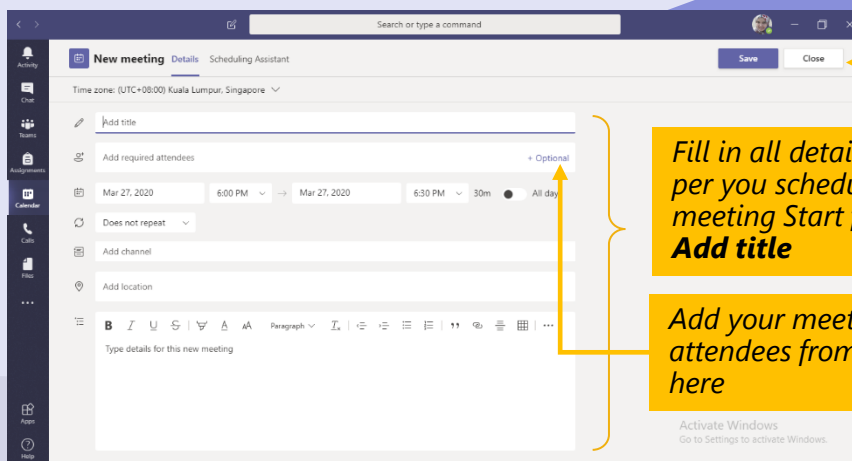 Search or type a command
Activity
Chat
Teams
Assignments
Calendar
Calls
Files
Apps
Help
New meeting Details Scheduling Assistant
Save Close
Time zone: (UTC+08:00) Kuala Lumpur, Singapore
Add title
Add required attendees + Optional
Mar 27, 2020 6:00 PM → Mar 27, 2020 6:30 PM 30m All day
Does not repeat
Add channel
Add location
B I U S A AA Paragraph
Type details for this new meeting
Fill in all
per you
meeting Start
Add title
Add your
attendees from
here
Activate Windows
Go to Settings to activate Windows.